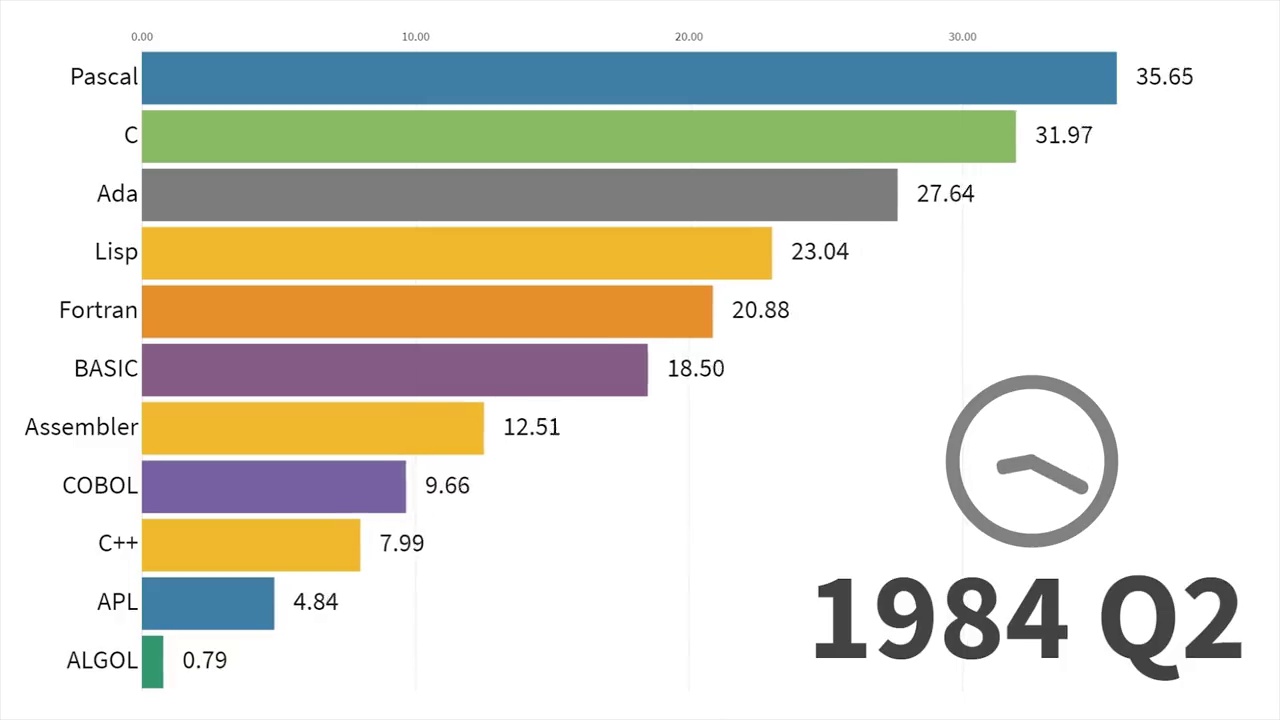 0.00 10.00 20.00 30.00
Pascal 35.65
C 31.97
Ada 27.64
Lisp 23.04
Fortran 20.88
BASIC 18.50
Assembler 12.51
COBOL 9.66
C++ 7.99
APL 4.84
ALGOL 0.79
1984 Q2